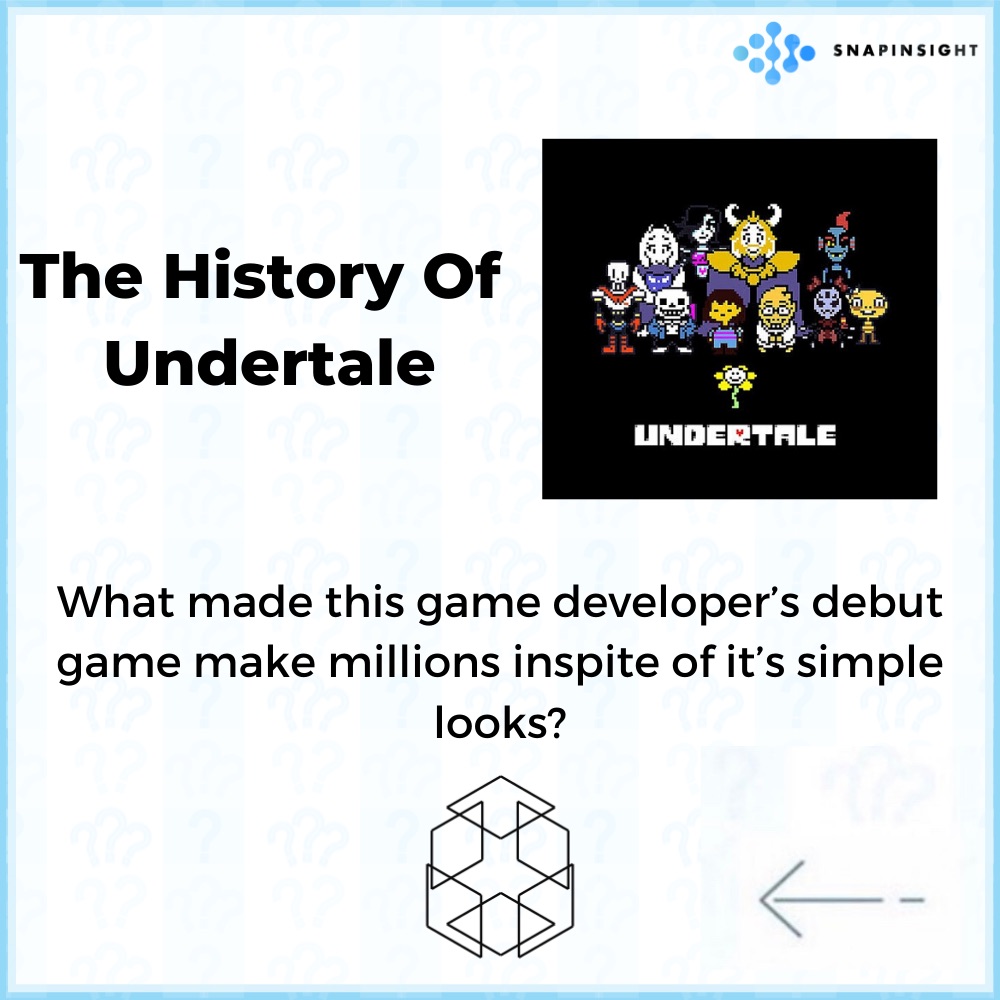 SNAPINSIGHT
The History Of
Undertale
UNDERTALE
What made this game developer’s debut
game make millions inspite of it’s simple
looks?